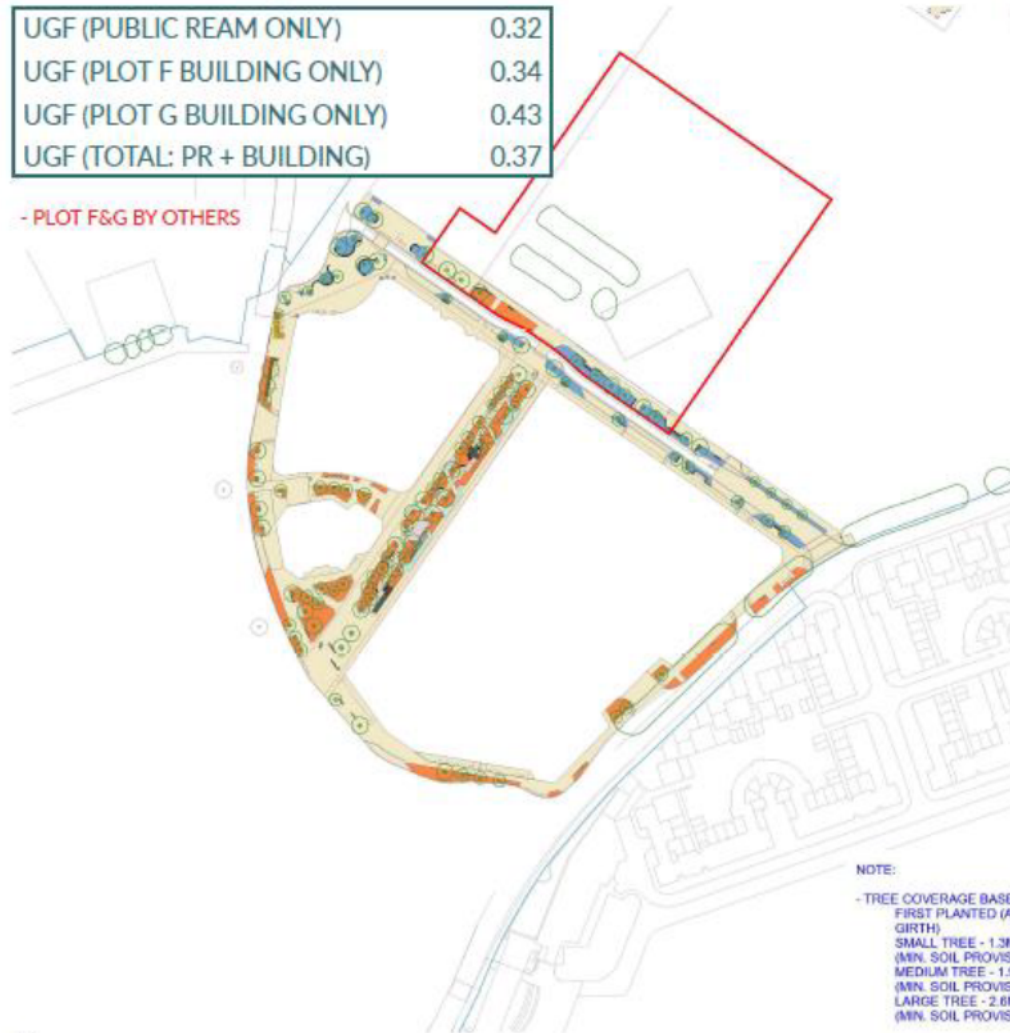 UGF (PUBLIC REAM ONLY) 0.32
UGF (PLOT F BUILDING ONLY) 0.34
UGF (PLOT G BUILDING ONLY) 0.43
UGF (TOTAL: PR + BUILDING) 0.37
- PLOT F&G BY OTHERS
NOTE:
- TREE COVERAGE BASE
FIRST PLANTED (A
GIRTH)
SMALL TREE - 1.3M
(MIN. SOIL PROVIS
MEDIUM TREE - 1.9
(MIN. SOIL PROVIS
LARGE TREE - 2.6M
(MIN. SOIL PROVIS